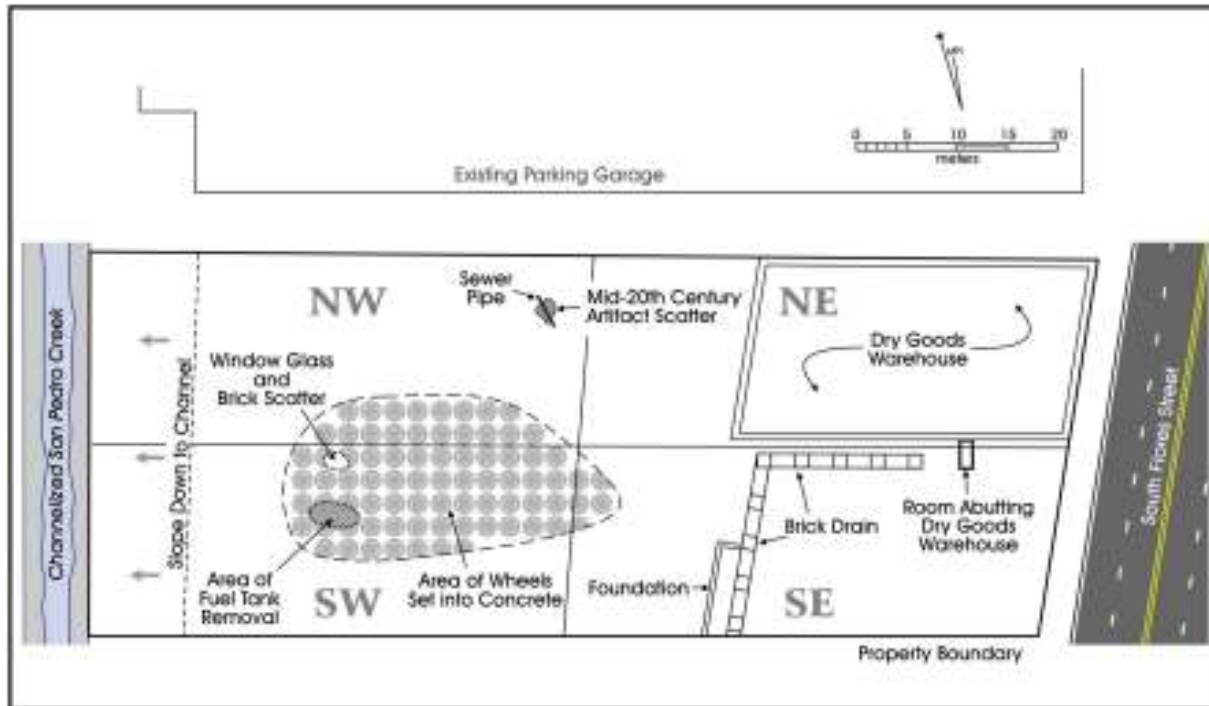 MN
0 5 10 15 20
meters
Existing Parking Garage
Channelized San Pedro Creek
Slope Down to Channel
NW
Sewer
Pipe
Mid-20th Century
Artifact Scatter
NE
Dry Goods
Warehouse
South Flores Street
Window Glass
and
Brick Scatter
Area of
Fuel Tank
Removal
SW
Area of Wheels
Set into Concrete
Foundation
Brick Drain
Room Abutting
Dry Goods
Warehouse
SE
Property Boundary